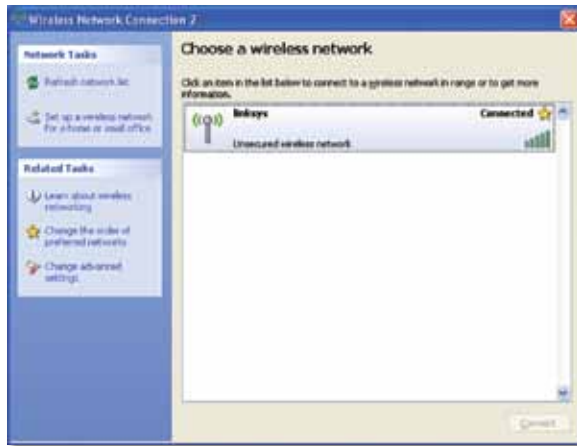 Wireless Network Connection 2
Network Tasks
Refresh network list
Set up a wireless network
for a home or small office
Related Tasks
Learn about wireless
networking
Change the order of
preferred networks
Change advanced
settings
Choose a wireless network
Click an item in the list below to connect to a wireless network in range or to get more
information.
linksys
Connected
Unsecured wireless network
Connect